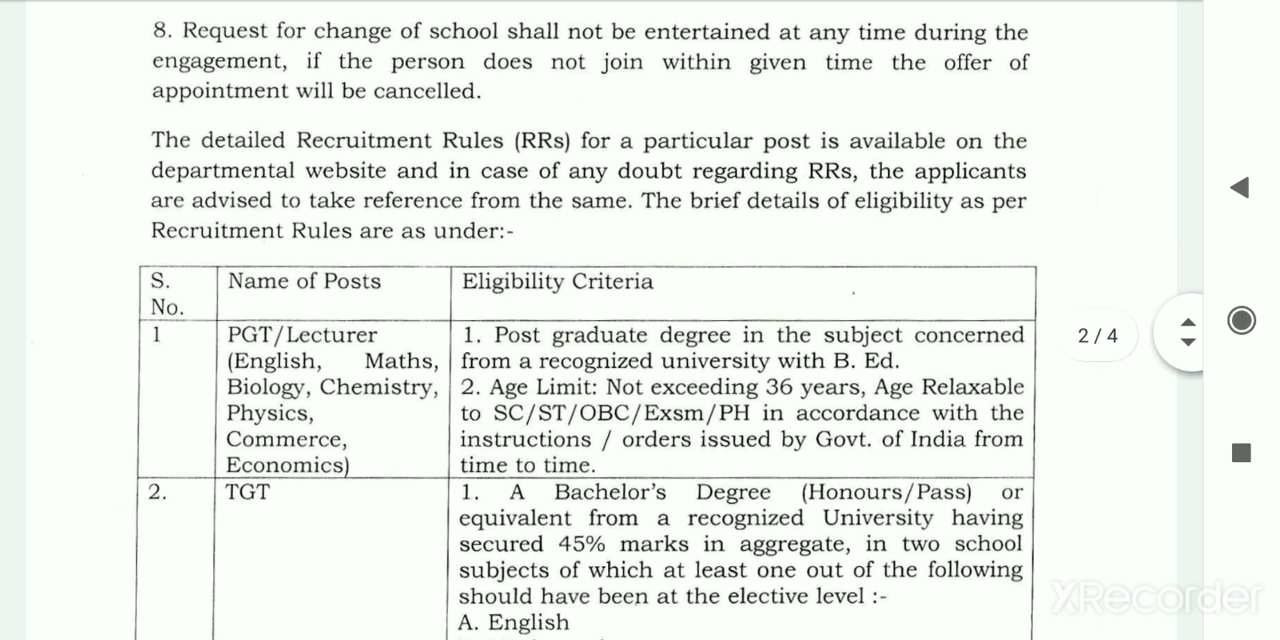 8. Request for change of school shall not be entertained at any time during the
engagement, if the person does not join within given time the offer of
appointment will be cancelled.
The detailed Recruitment Rules (RRs) for a particular post is available on the
departmental website and in case of any doubt regarding RRs, the applicants
are advised to take reference from the same. The brief details of eligibility as per
Recruitment Rules are as under:-
S.
No.
Name of Posts
Eligibility Criteria
1
PGT/Lecturer
(English, Maths,
Biology, Chemistry,
Physics,
Commerce,
Economics)
1. Post graduate degree in the subject concerned
from a recognized university with B. Ed.
2. Age Limit: Not exceeding 36 years, Age Relaxable
to SC/ST/OBC/Exsm/PH in accordance with the
instructions / orders issued by Govt. of India from
time to time.
2.
TGT
1. A Bachelor's Degree (Honours/Pass) or
equivalent from a recognized University having
secured 45% marks in aggregate, in two school
subjects of which at least one out of the following
should have been at the elective level :-
A. English
2 / 4
XRecorder